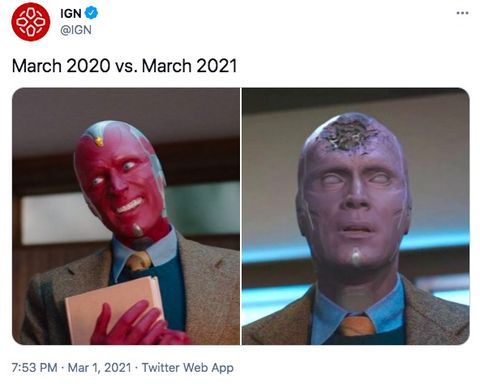 IGN
@IGN
March 2020 vs. March 2021
7:53 PM · Mar 1, 2021 · Twitter Web App